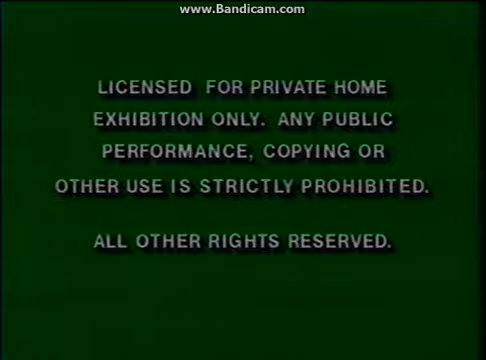 www.Bandicam.com
LICENSED FOR PRIVATE HOME
EXHIBITION ONLY. ANY PUBLIC
PERFORMANCE, COPYING OR
OTHER USE IS STRICTLY PROHIBITED.
ALL OTHER RIGHTS RESERVED.